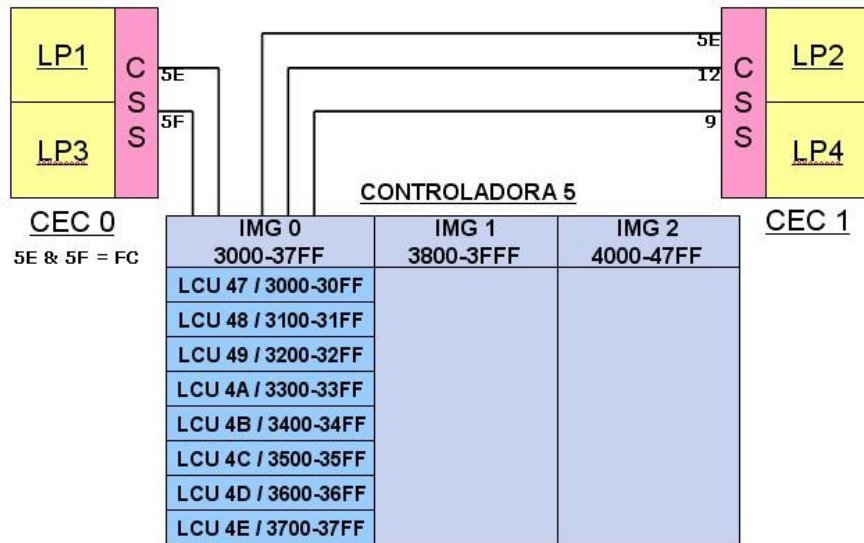 LP1
LP3
C
S
S
5E
5F
CEC 0
5E & 5F = FC
5E
12
9
C
S
S
LP2
LP4
CEC 1
CONTROLADORA 5
IMG 0
3000-37FF
IMG 1
3800-3FFF
IMG 2
4000-47FF
LCU 47 / 3000-30FF
LCU 48 / 3100-31FF
LCU 49 / 3200-32FF
LCU 4A / 3300-33FF
LCU 4B / 3400-34FF
LCU 4C / 3500-35FF
LCU 4D / 3600-36FF
LCU 4E / 3700-37FF